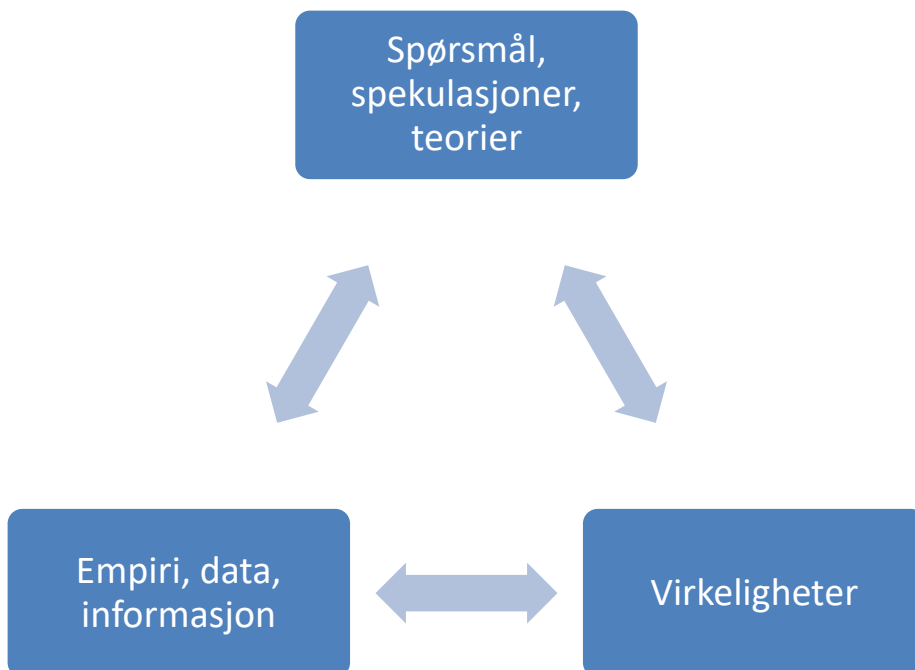 Spørsmål,
spekulasjoner,
teorier
Empiri, data,
informasjon
Virkeligheter